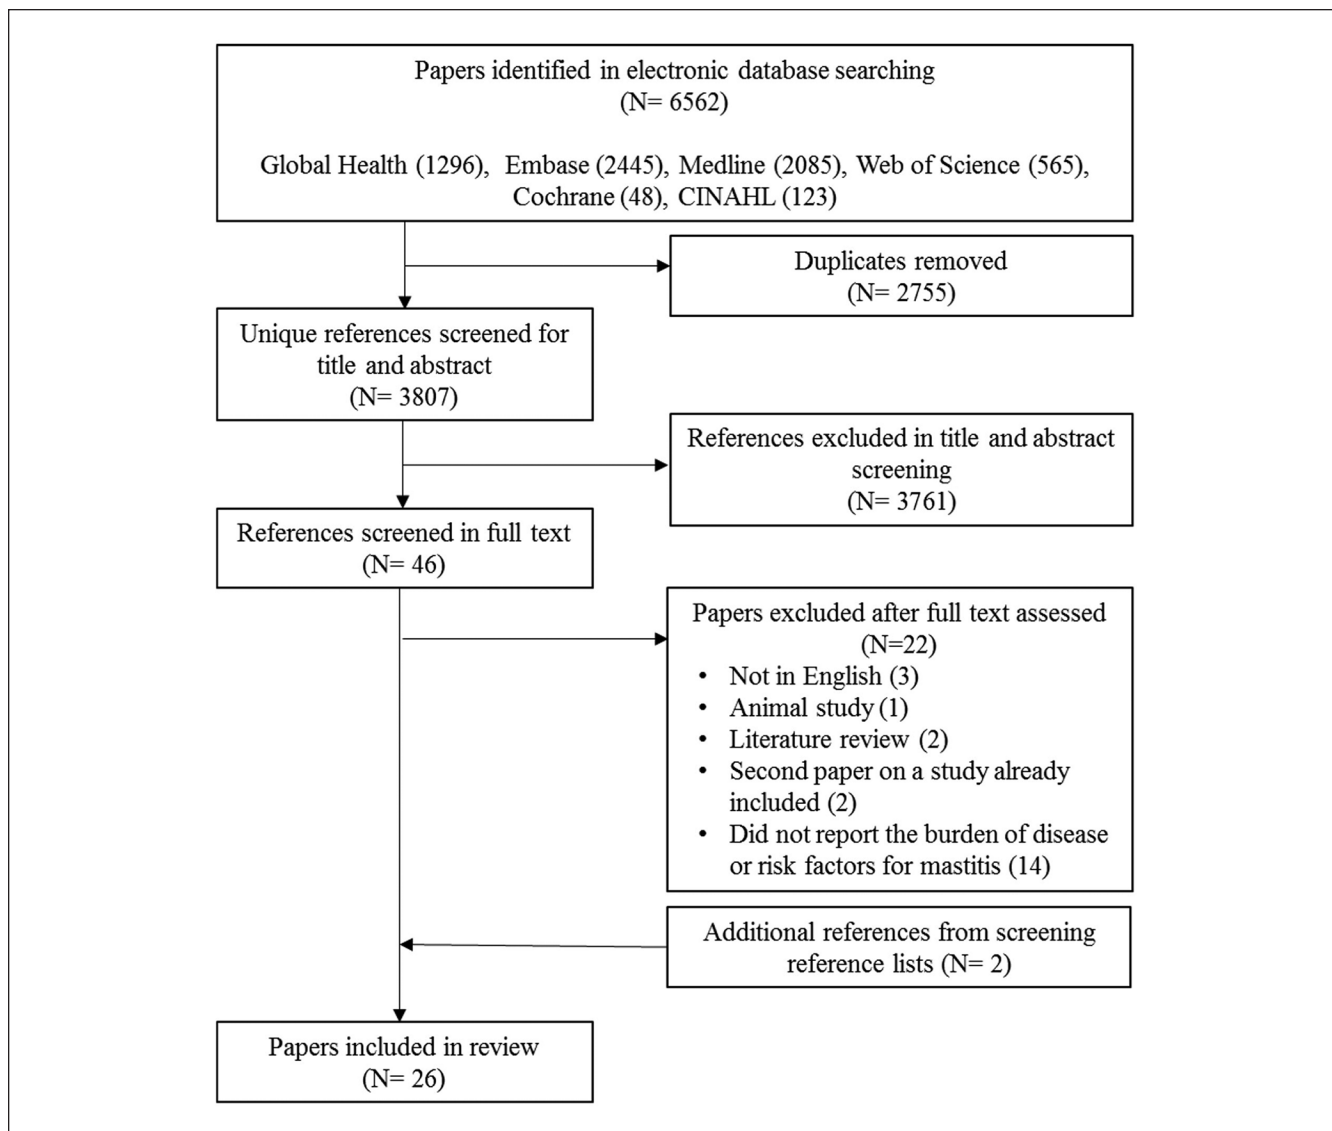 Papers identified in electronic database searching
(N= 6562)
Global Health (1296), Embase (2445), Medline (2085), Web of Science (565),
Cochrane (48), CINAHL (123)
Duplicates removed
(N= 2755)
Unique references screened for
title and abstract
(N= 3807)
References excluded in title and abstract
screening
(N= 3761)
References screened in full text
(N= 46)
Papers excluded after full text assessed
(N=22)
• Not in English (3)
• Animal study (1)
• Literature review (2)
• Second paper on a study already
included (2)
• Did not report the burden of disease
or risk factors for mastitis (14)
Additional references from screening
reference lists (N= 2)
Papers included in review
(N= 26)